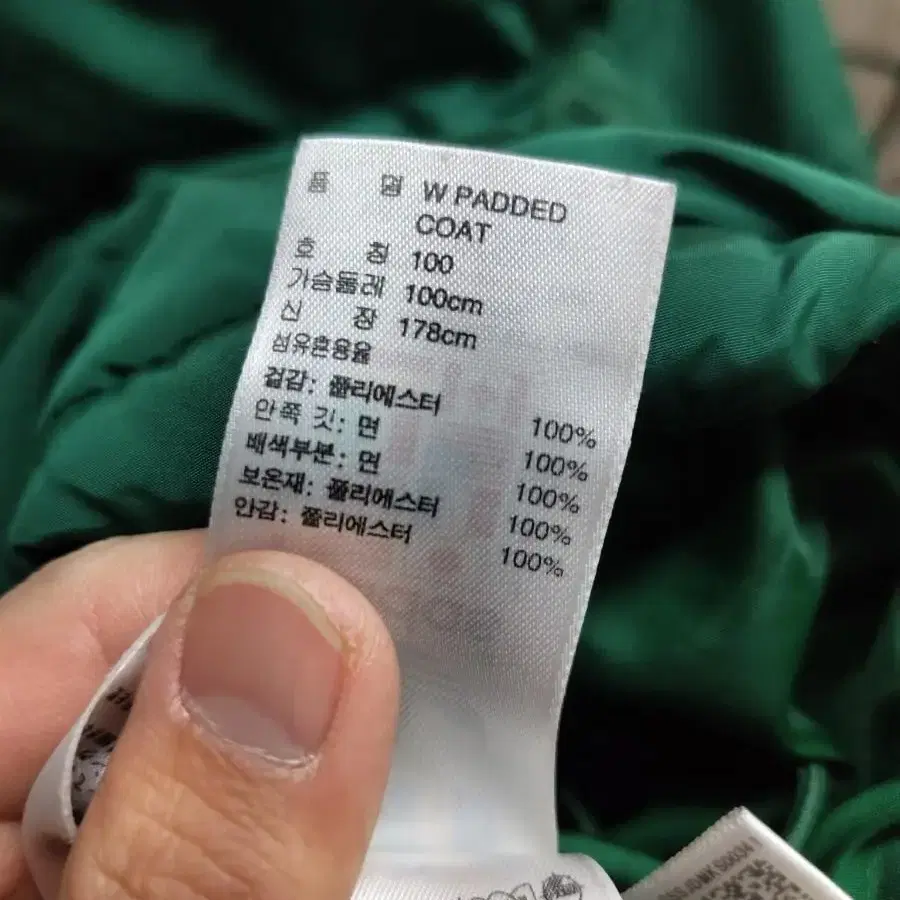 품 명 W PADDED
COAT
호 칭 100
가슴둘레 100cm
신 장 178cm
섬유혼용율
겉감: 폴리에스터 100%
안쪽 깃: 면 100%
배색부분: 면 100%
보온재: 폴리에스터 100%
안감: 폴리에스터 100%